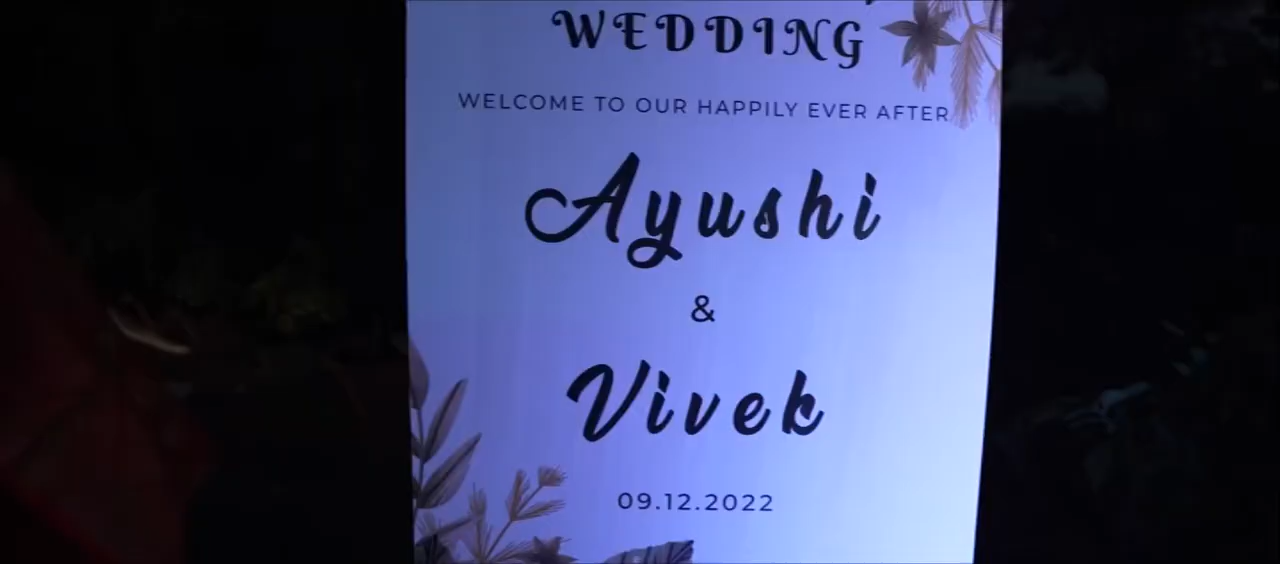 WEDDING
WELCOME TO OUR HAPPILY EVER AFTER
Ayushi
&
Vivek
09.12.2022